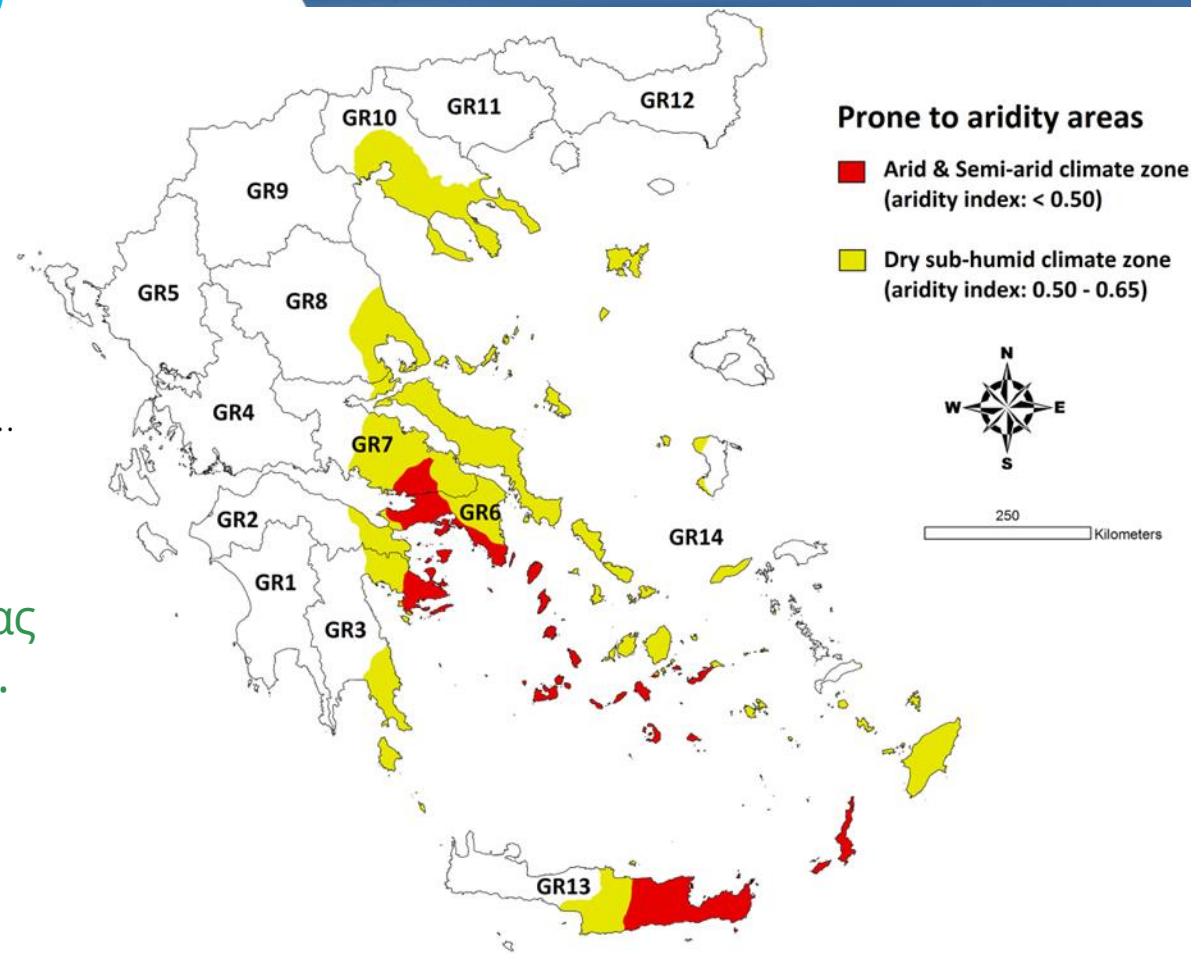 GR12
GR11
GR10
GR9
GR5
GR8
GR4
GR7
GR6
GR2
GR1
GR3
GR14
GR13
Prone to aridity areas
Arid & Semi-arid climate zone
(aridity index: < 0.50)
Dry sub-humid climate zone
(aridity index: 0.50 - 0.65)
N
W E
S
250
Kilometers
..
ας
.